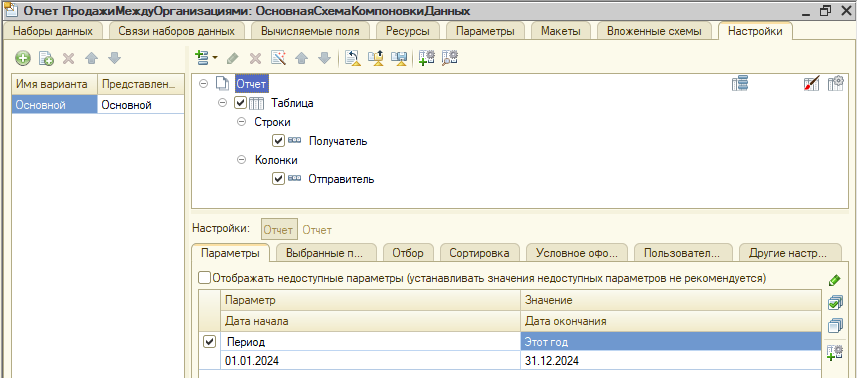 Отчет ПродажиМеждуОрганизациями: ОсновнаяСхемаКомпоновкиДанных
Наборы данных Связи наборов данных Вычисляемые поля Ресурсы Параметры Макеты Вложенные схемы Настройки
Имя варианта Представлен...
Основной Основной
Отчет
Таблица
Строки
Получатель
Колонки
Отправитель
Настройки: Отчет Отчет
Параметры Выбранные п... Отбор Сортировка Условное офо... Пользовател... Другие настр...
Отображать недоступные параметры (устанавливать значения недоступных параметров не рекомендуется)
Параметр Значение
Дата начала Дата окончания
Период Этот год
01.01.2024 31.12.2024